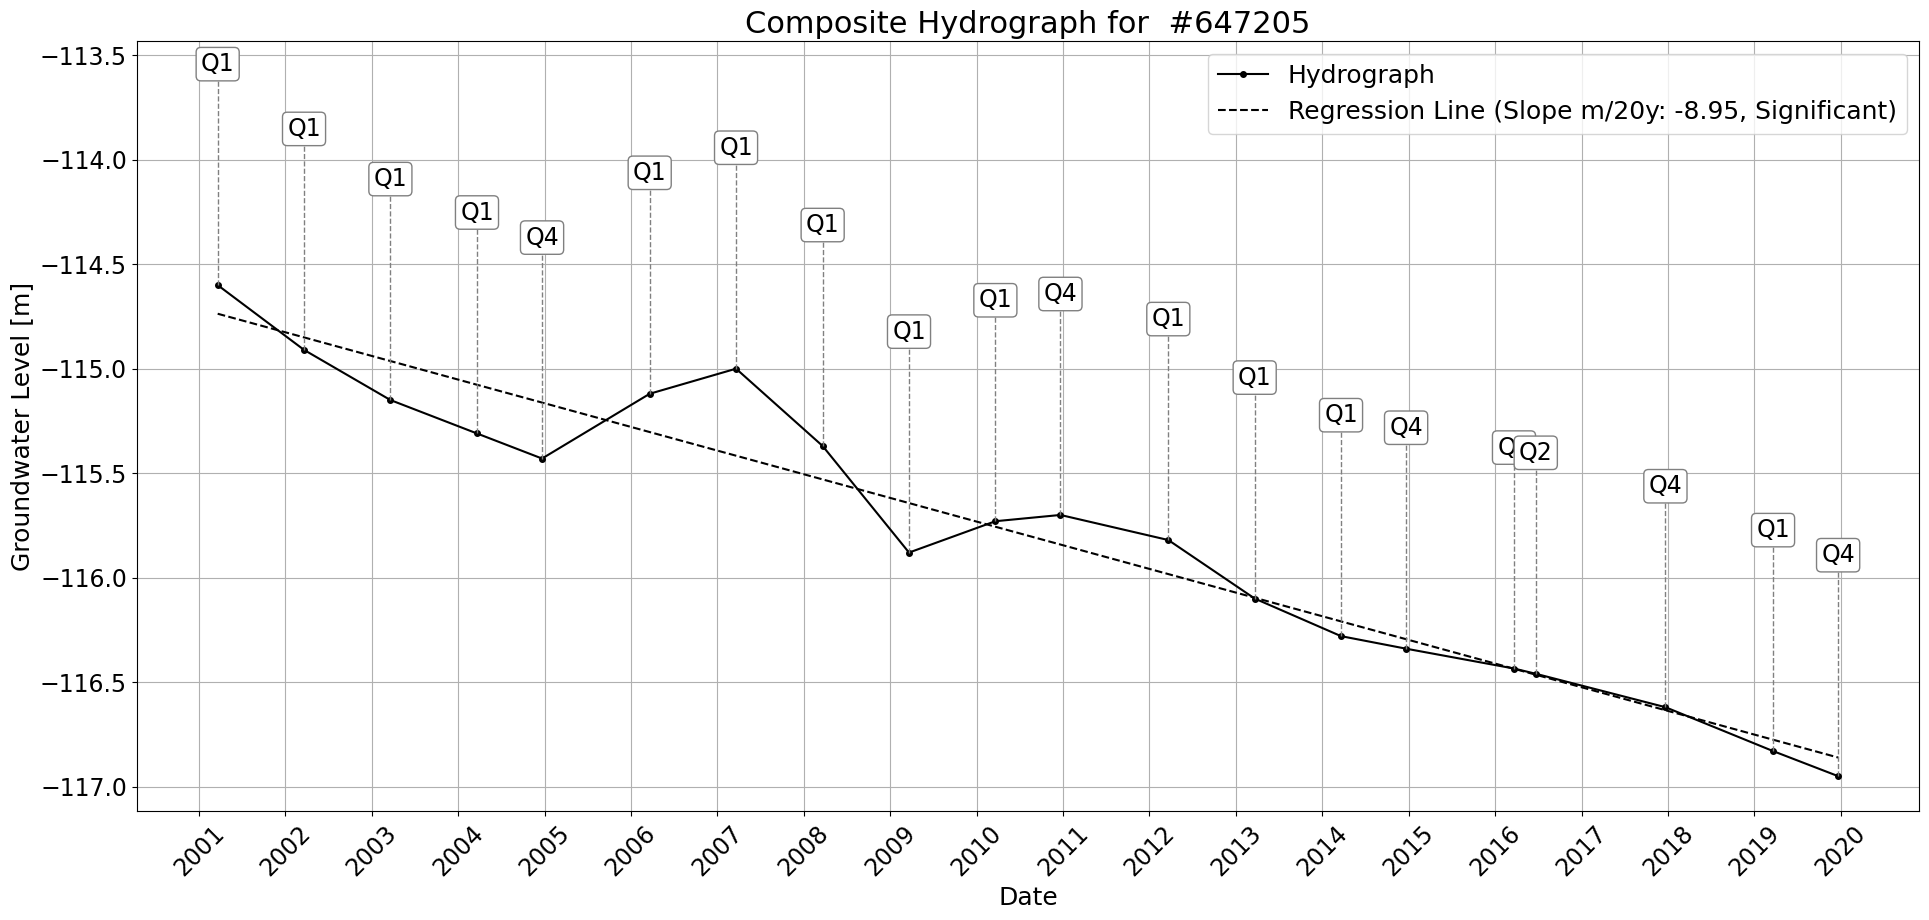 Composite Hydrograph for  #647205
Hydrograph
Regression Line (Slope m/20y: -8.95, Significant)
Groundwater Level [m]
−113.5
−114.0
−114.5
−115.0
−115.5
−116.0
−116.5
−117.0
Q1
Q1
Q1
Q1
Q4
Q1
Q1
Q1
Q1
Q1
Q4
Q1
Q1
Q1
Q4
Q2
Q4
Q1
Q4
2001
2002
2003
2004
2005
2006
2007
2008
2009
2010
2011
2012
2013
2014
2015
2016
2017
2018
2019
2020
Date